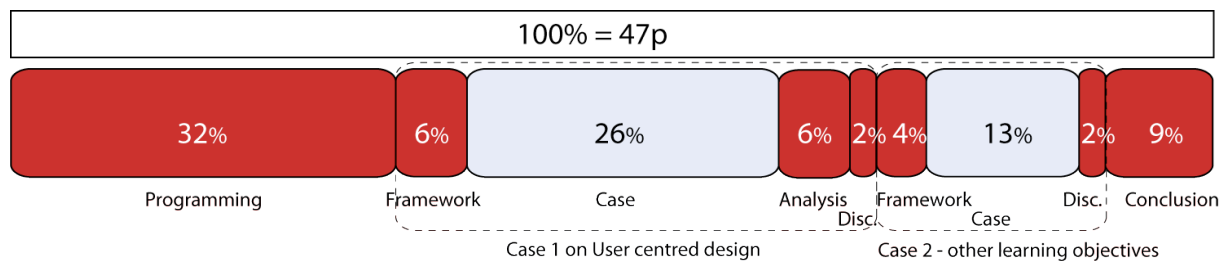 100% = 47p
32% 6% 26% 6% 2% 4% 13% 2% 9%
Programming Framework Case Analysis Framework Disc. Conclusion
Disc. Case
Case 1 on User centred design Case 2 - other learning objectives